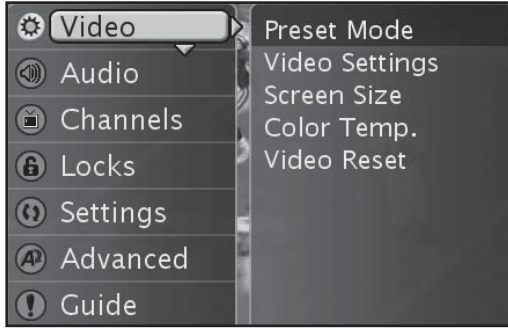 Video
Audio
Channels
Locks
Settings
Advanced
Guide
Preset Mode
Video Settings
Screen Size
Color Temp.
Video Reset